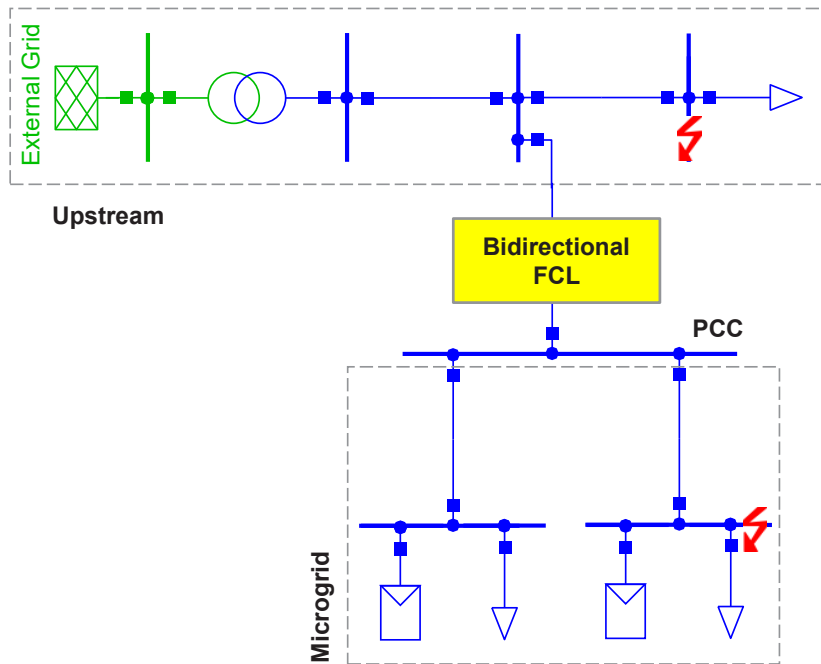 External Grid
Upstream
Bidirectional
FCL
PCC
Microgrid